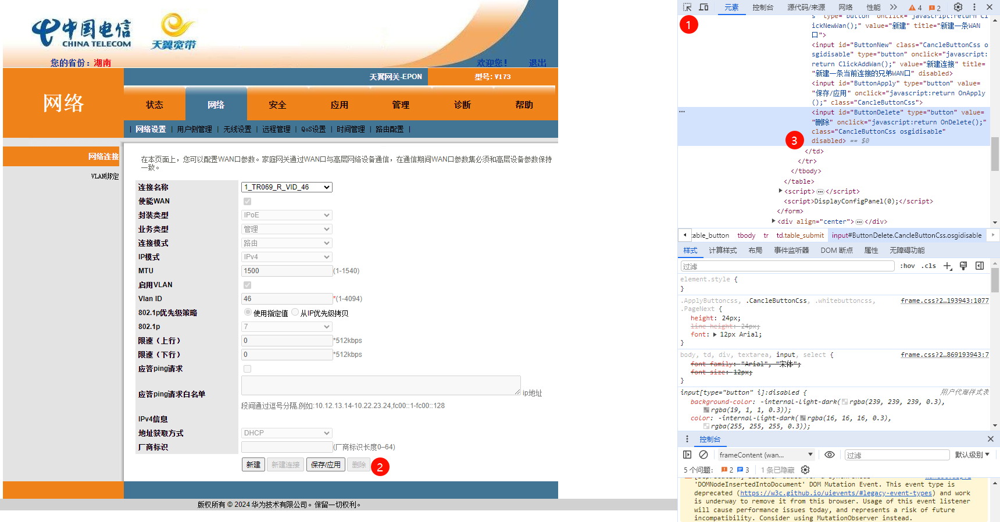 中国电信
CHINA TELECOM
天翼宽带
您的省份：湖南
欢迎您！ 退出
天翼网关-EPON 型号: V173
网络
状态 网络 安全 应用 管理 诊断 帮助
| 网络设置 | 用户侧管理 | 无线设置 | 远程管理 | QoS设置 | 时间管理 | 路由配置 |
网络连接
VLAN绑定
在本页面上，您可以配置WAN口参数。家庭网关通过WAN口与高层网络设备通信，在通信期间WAN口参数集必须和高层设备参数保持
一致。
连接名称 1_TR069_R_VID_46
使能WAN
封装类型 IPoE
业务类型 管理
连接模式 路由
IP模式 IPv4
MTU 1500 (1-1540)
启用VLAN
Vlan ID 46 *(1-4094)
802.1p优先级策略 使用指定值 从IP优先级拷贝
802.1p 7
限速（上行） 0 *512kbps
限速（下行） 0 *512kbps
应答ping请求
应答ping请求白名单 ip地址
段间通过逗号分隔,例如:10.12.13.14-10.22.23.24,fc00::1-fc00::128
IPv4信息
地址获取方式 DHCP
厂商标识 (厂商标识长度0–64)
新建 新建连接 保存/应用 删除 2
版权所有 © 2024 华为技术有限公司。保留一切权利。
元素 控制台 源代码/来源 网络 性能 4 2
1
s" type="button" onclick="javascript:return Cl
ickNewWan();" value="新建" title="新建一条WAN
口">
<input id="ButtonNew" class="CancleButtonCss o
sgidisable" type="button" onclick="javascript:
return ClickAddWan();" value="新建连接" title=
"新建一条当前连接的兄弟WAN口" disabled>
<input id="ButtonApply" type="button" value=
"保存/应用" onclick="javascript:return OnApply
();" class="CancleButtonCss">
<input id="ButtonDelete" type="button" value=
"删除" onclick="javascript:return OnDelete();"
class="CancleButtonCss osgidisable"
3 disabled> == $0
</td>
</tr>
</tbody>
</table>
<script>…</script>
<script>DisplayConfigPanel(0);</script>
</form>
<div align="center">…</div>
table_button tbody tr td.table_submit input#ButtonDelete.CancleButtonCss.osgidisable
样式 计算样式 布局 事件监听器 DOM 断点 属性 无障碍功能
过滤 :hov .cls
element.style {
}
.ApplyButtoncss, .CancleButtonCss, .whitebuttoncss, frame.css?2…193943:1077
.PageNext {
height: 24px;
line-height: 24px;
font: 12px Arial;
}
body, td, div, textarea, input, select { frame.css?2…869193943:7
font-family: "Arial", "宋体";
font-size: 12px;
}
input[type="button" i]:disabled { 用户代理样式表
background-color: -internal-light-dark(rgba(239, 239, 239, 0.3),
rgba(19, 1, 1, 0.3));
color: -internal-light-dark(rgba(16, 16, 16, 0.3),
rgba(255, 255, 255, 0.3));
控制台
frameContent (wan... 过滤 默认级别
5 个问题: 2 3 1 条已隐藏
'DOMNodeInsertedIntoDocument' DOM Mutation Event. This event type is
deprecated (https://w3c.github.io/uievents/#legacy-event-types) and work
is underway to remove it from this browser. Usage of this event listener
will cause performance issues today, and represents a risk of future
incompatibility. Consider using MutationObserver instead.